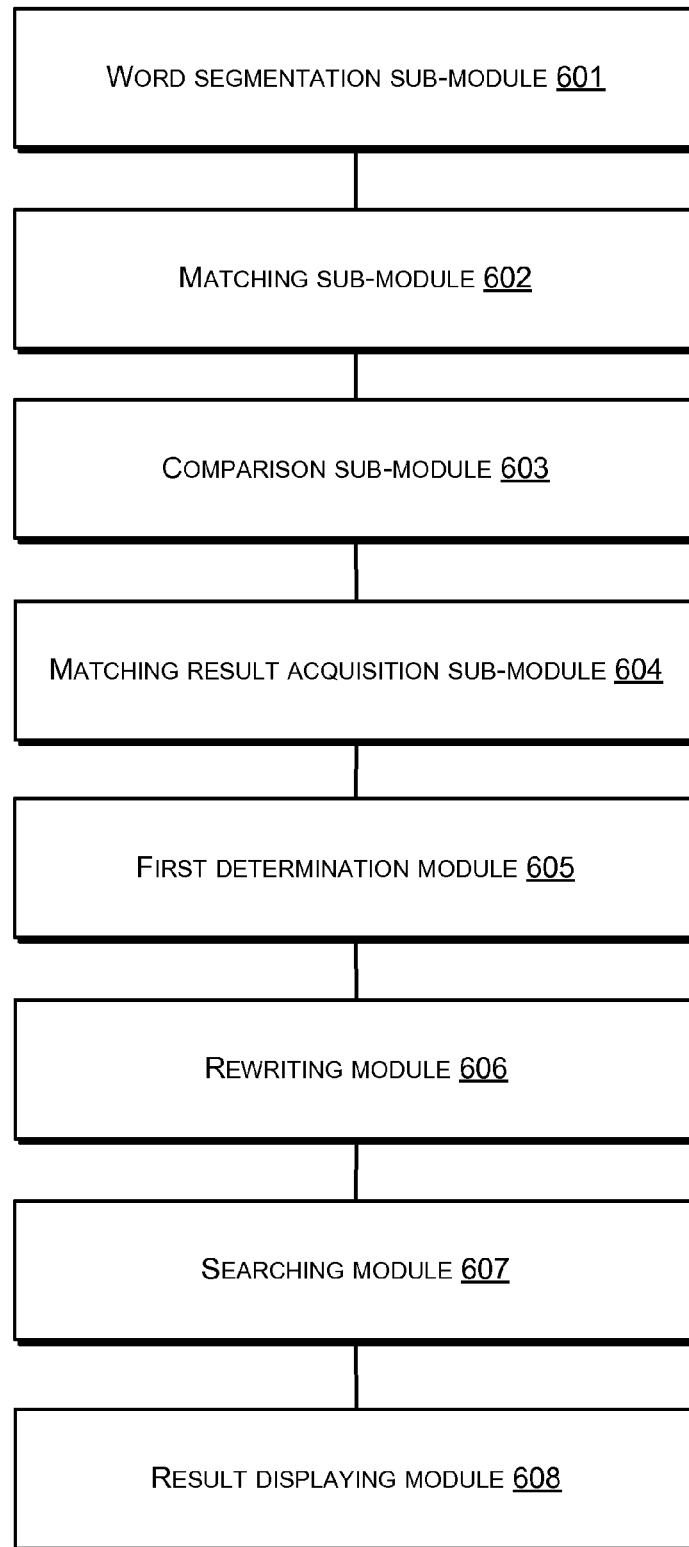 WORD SEGMENTATION SUB-MODULE 601
MATCHING SUB-MODULE 602
COMPARISON SUB-MODULE 603
MATCHING RESULT ACQUISITION SUB-MODULE 604
FIRST DETERMINATION MODULE 605
REWRITING MODULE 606
SEARCHING MODULE 607
RESULT DISPLAYING MODULE 608